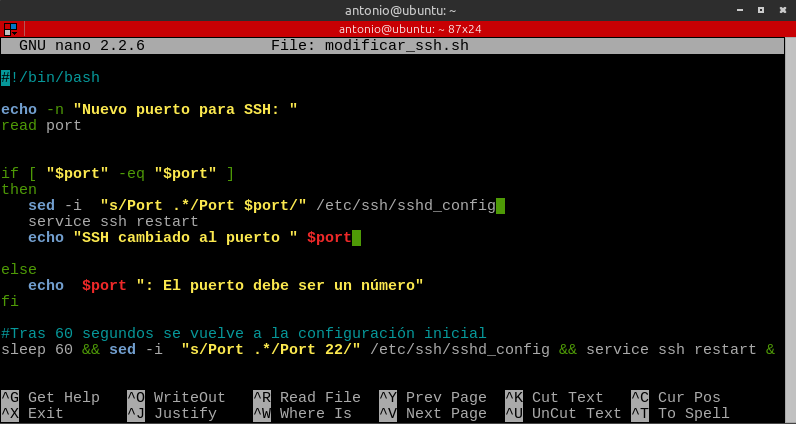 antonio@ubuntu: ~
antonio@ubuntu: ~ 87x24
GNU nano 2.2.6 File: modificar_ssh.sh
#!/bin/bash
echo -n "Nuevo puerto para SSH: "
read port
if [ "$port" -eq "$port" ]
then
sed -i "s/Port .*/Port $port/" /etc/ssh/sshd_config
service ssh restart
echo "SSH cambiado al puerto " $port
else
echo $port ": El puerto debe ser un número"
fi
#Tras 60 segundos se vuelve a la configuración inicial
sleep 60 && sed -i "s/Port .*/Port 22/" /etc/ssh/sshd_config && service ssh restart &
^G Get Help ^O WriteOut ^R Read File ^Y Prev Page ^K Cut Text ^C Cur Pos
^X Exit ^J Justify ^W Where Is ^V Next Page ^U UnCut Text ^T To Spell